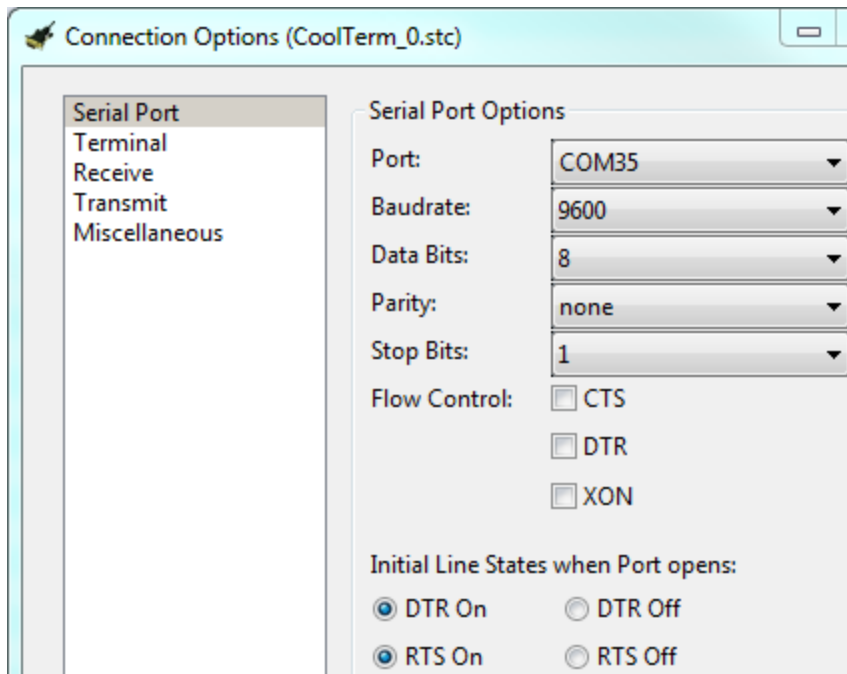 Connection Options (CoolTerm_0.stc)
Serial Port
Terminal
Receive
Transmit
Miscellaneous
Serial Port Options
Port: COM35
Baudrate: 9600
Data Bits: 8
Parity: none
Stop Bits: 1
Flow Control: CTS
DTR
XON
Initial Line States when Port opens:
DTR On DTR Off
RTS On RTS Off